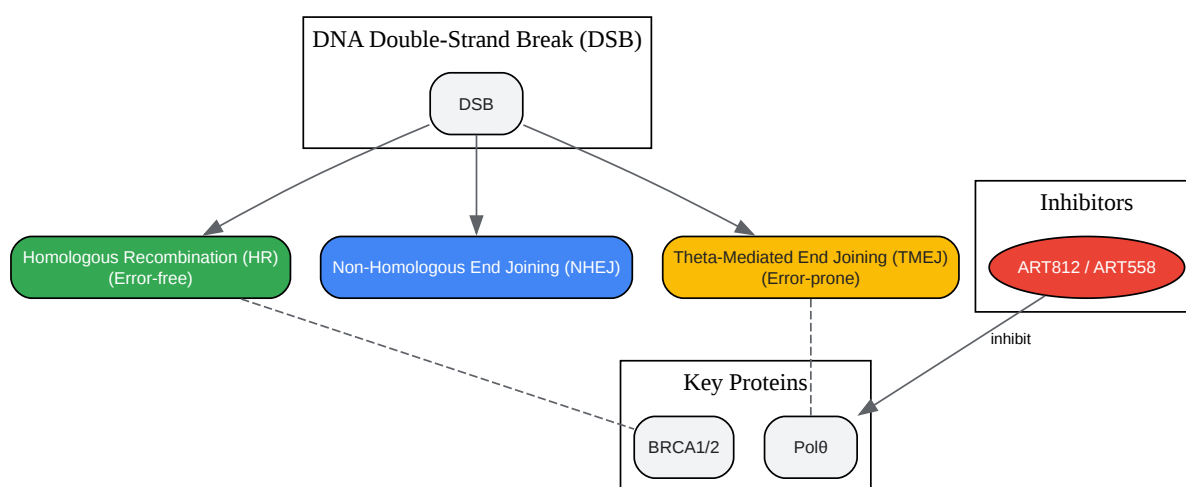 DNA Double-Strand Break (DSB)
DSB
Inhibitors
Homologous Recombination (HR)
(Error-free)
Non-Homologous End Joining (NHEJ)
Theta-Mediated End Joining (TMEJ)
(Error-prone)
ART812 / ART558
inhibit
Key Proteins
BRCA1/2
Polθ